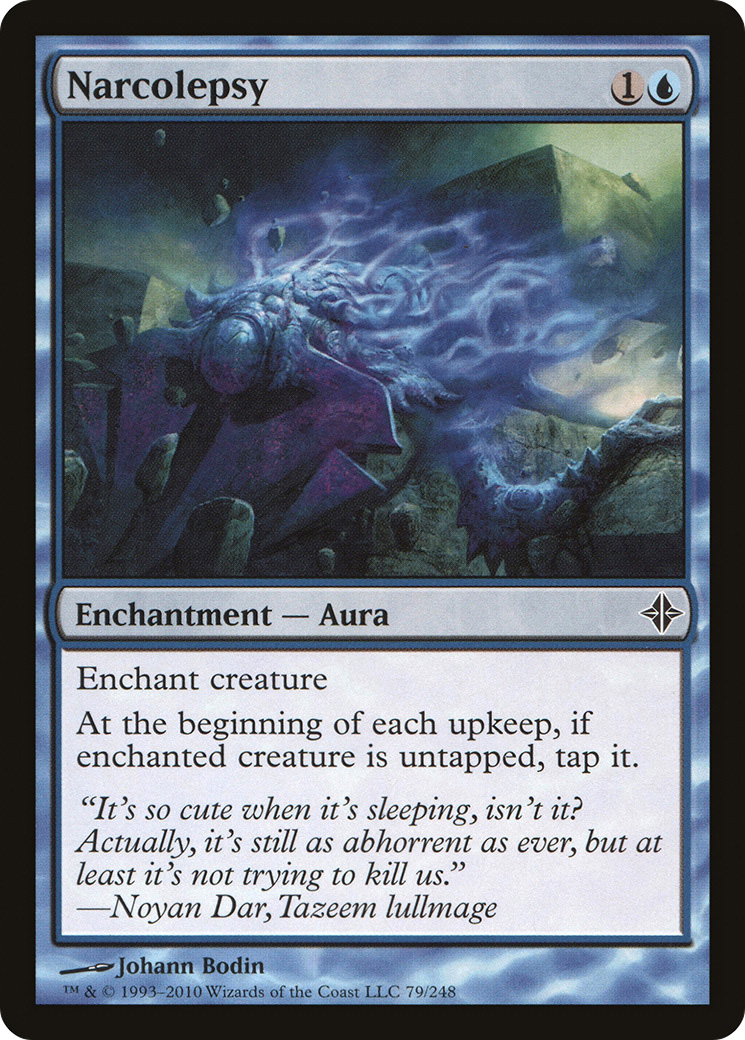 Narcolepsy 1
Enchantment — Aura
Enchant creature
At the beginning of each upkeep, if
enchanted creature is untapped, tap it.
“It’s so cute when it’s sleeping, isn’t it?
Actually, it’s still as abhorrent as ever, but at
least it’s not trying to kill us.”
—Noyan Dar, Tazeem lullmage
Johann Bodin
™ & © 1993–2010 Wizards of the Coast LLC 79/248